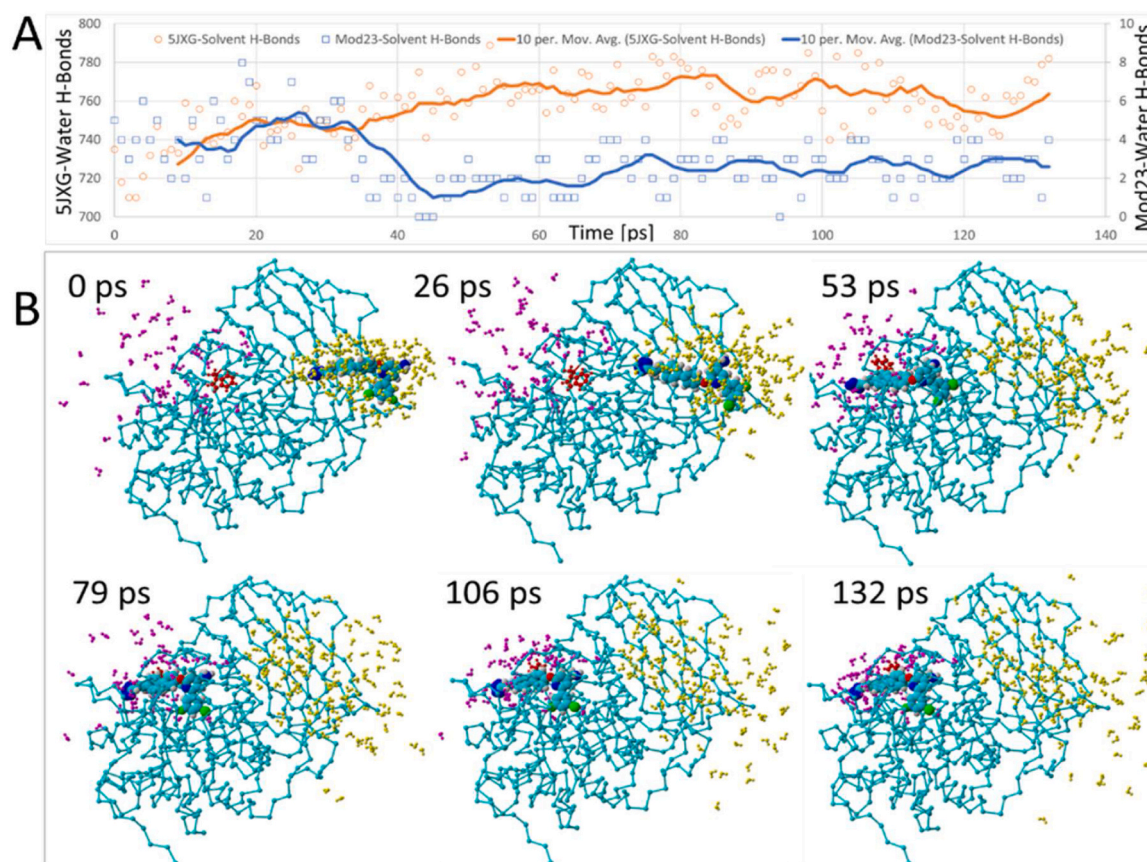 A
800
780
760
740
720
700
5JXG-Water H-Bonds
5JXG-Solvent H-Bonds
Mod23-Solvent H-Bonds
10 per. Mov. Avg. (5JXG-Solvent H-Bonds)
10 per. Mov. Avg. (Mod23-Solvent H-Bonds)
10
8
6
4
2
0
Mod23-Water H-Bonds
0
20
40
60
80
100
120
140
Time [ps]
B
0 ps
26 ps
53 ps
79 ps
106 ps
132 ps